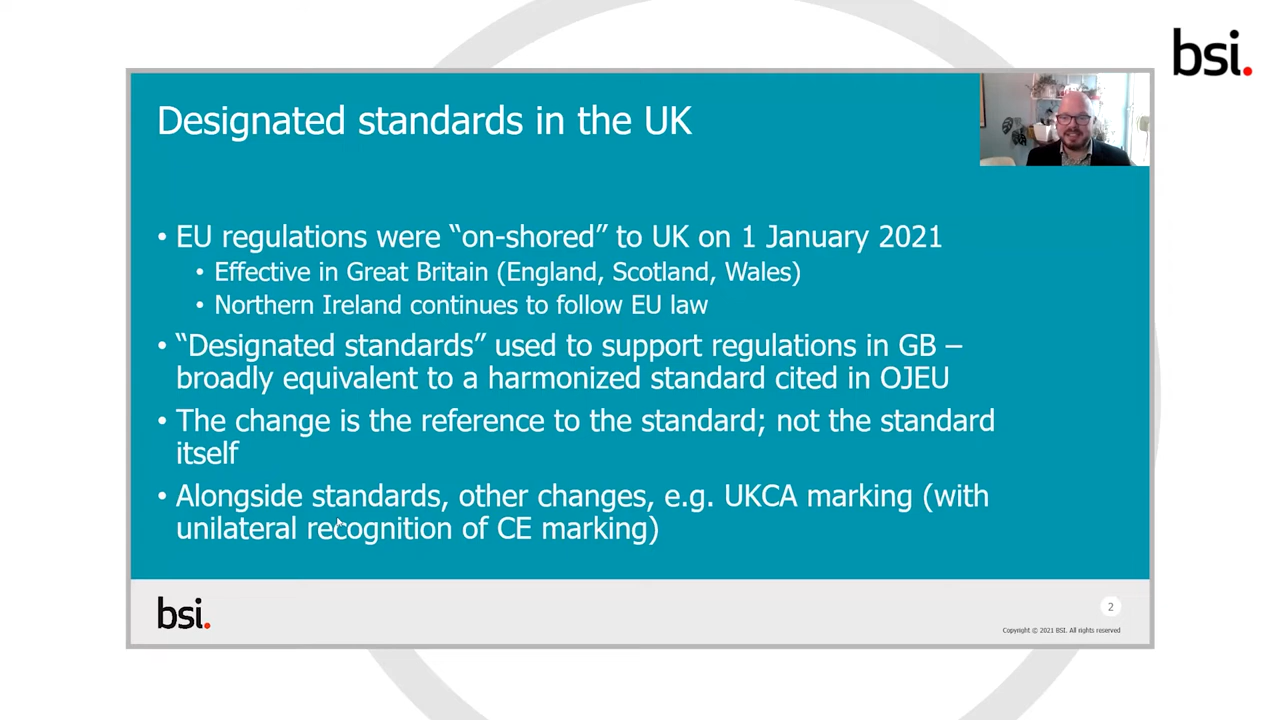 bsi.
Designated standards in the UK
• EU regulations were “on-shored” to UK on 1 January 2021
• Effective in Great Britain (England, Scotland, Wales)
• Northern Ireland continues to follow EU law
• “Designated standards” used to support regulations in GB –
broadly equivalent to a harmonized standard cited in OJEU
• The change is the reference to the standard; not the standard
itself
• Alongside standards, other changes, e.g. UKCA marking (with
unilateral recognition of CE marking)
bsi.
2
Copyright © 2021 BSI. All rights reserved